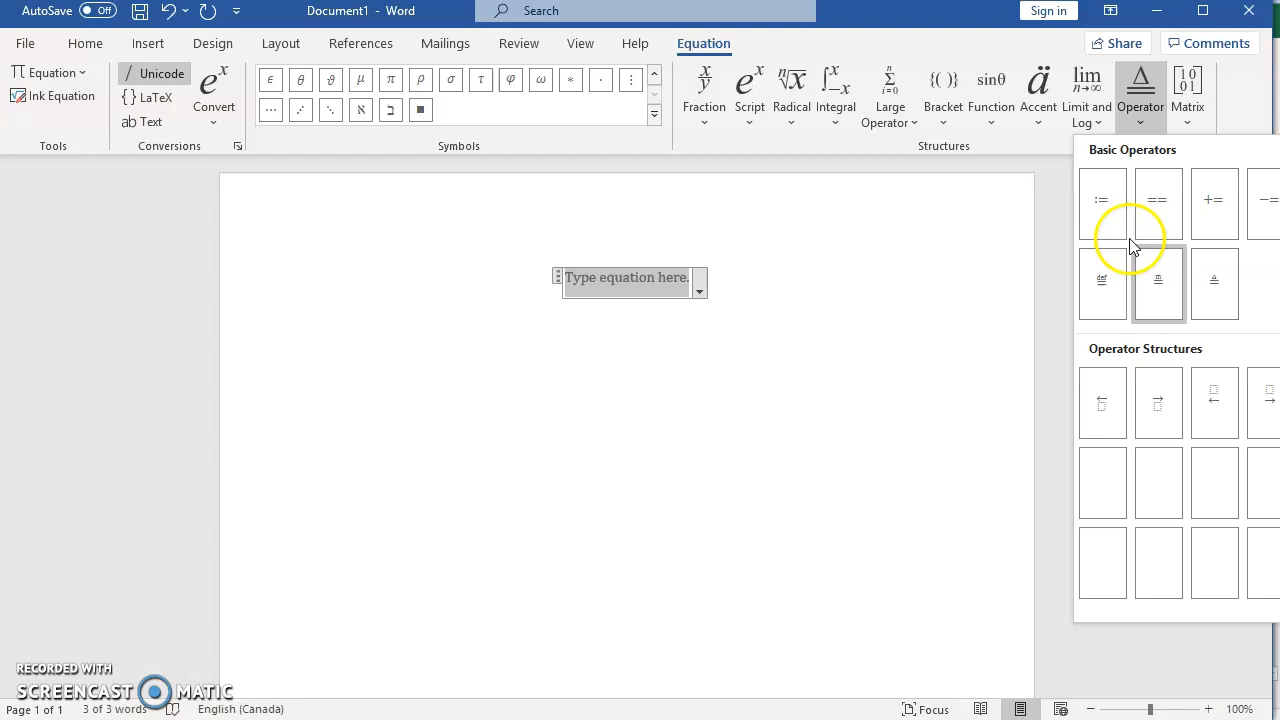 AutoSave Off Document1 - Word Search Sign in
File Home Insert Design Layout References Mailings Review View Help Equation Share Comments
Equation
Ink Equation
Unicode
LaTeX
ab Text
Convert
ϵ θ ϑ μ π ρ σ τ φ ω ∗ ∙ ⋮
⋯ ⋰ ⋱ ℵ ℶ ■
Fraction Script Radical Integral Large Operator Bracket Function Accent Limit and Log Operator Matrix
Tools Conversions Symbols Structures
Basic Operators
:= == += −=
def m Δ
Operator Structures
Type equation here.
RECORDED WITH
SCREENCAST MATIC
Page 1 of 1 3 of 3 words English (Canada) Focus 100%